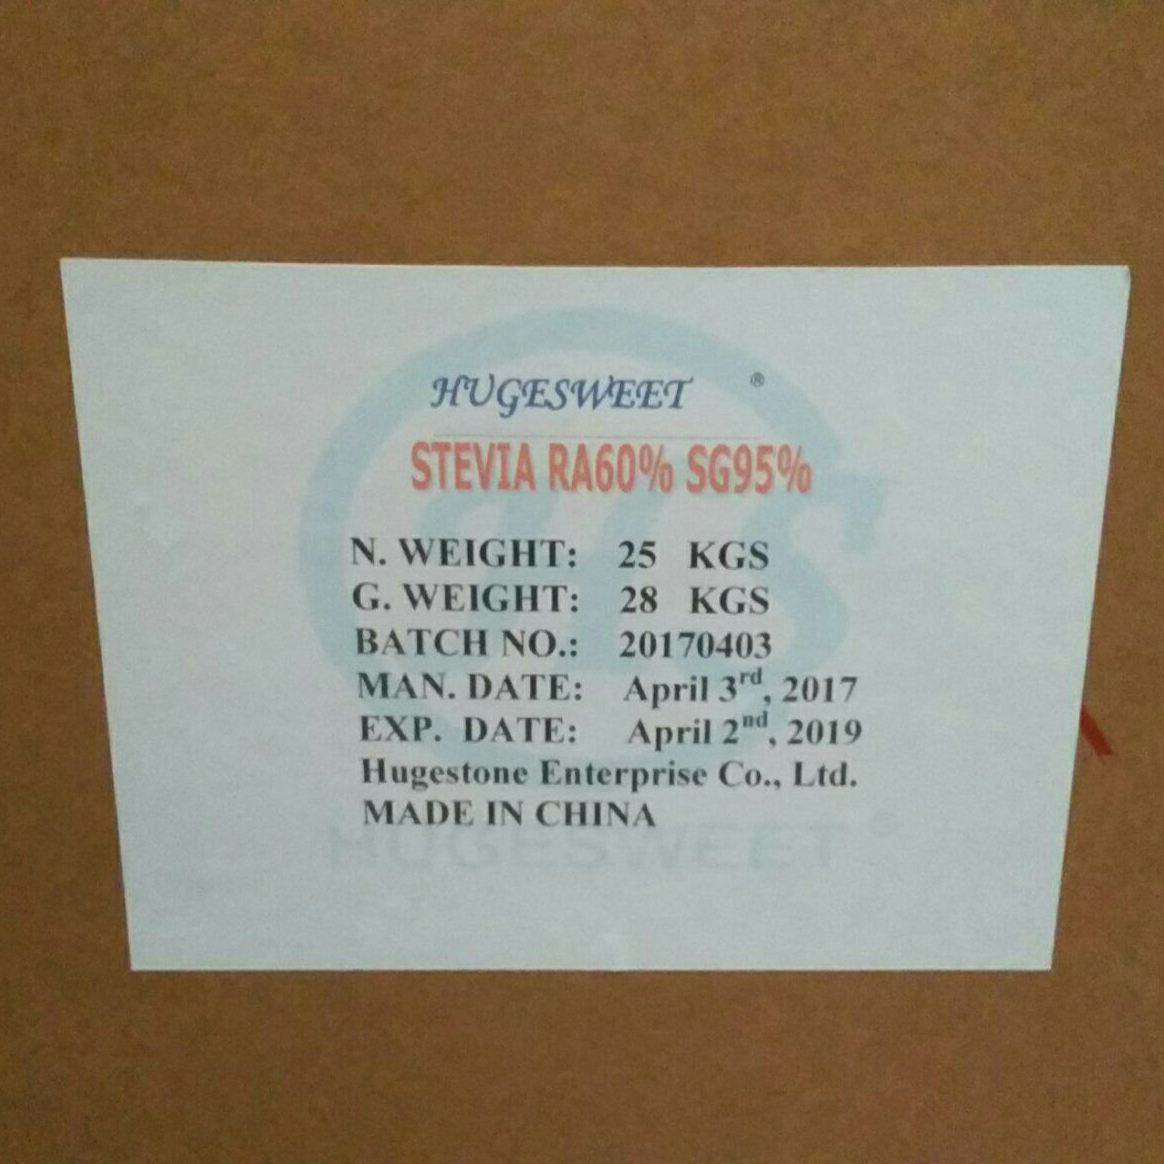 HUGESWEET ®
STEVIA RA60% SG95%
N. WEIGHT: 25 KGS
G. WEIGHT: 28 KGS
BATCH NO.: 20170403
MAN. DATE: April 3rd, 2017
EXP. DATE: April 2nd, 2019
Hugestone Enterprise Co., Ltd.
MADE IN CHINA
HUGESWEET